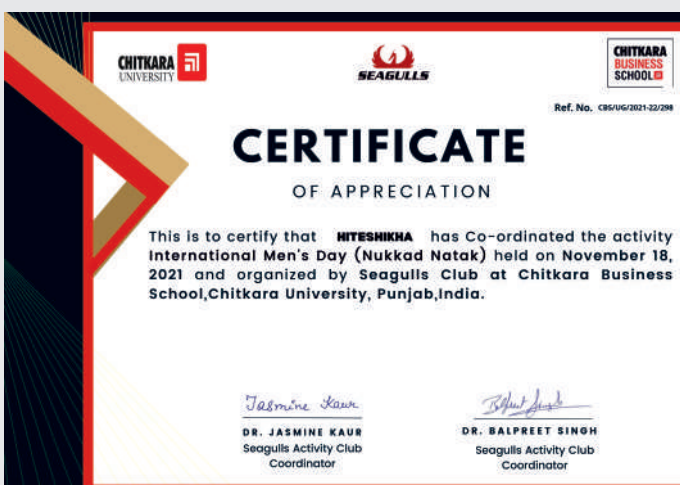 CHITKARA
UNIVERSITY
SEAGULLS
CHITKARA
BUSINESS
SCHOOL
Ref. No. CBS/UG/2021-22/298
CERTIFICATE
OF APPRECIATION
This is to certify that HITESHIKHA has Co-ordinated the activity
International Men's Day (Nukkad Natak) held on November 18,
2021 and organized by Seagulls Club at Chitkara Business
School,Chitkara University, Punjab,India.
Jasmine Kaur
DR. JASMINE KAUR
Seagulls Activity Club
Coordinator
Balpreet Singh
DR. BALPREET SINGH
Seagulls Activity Club
Coordinator